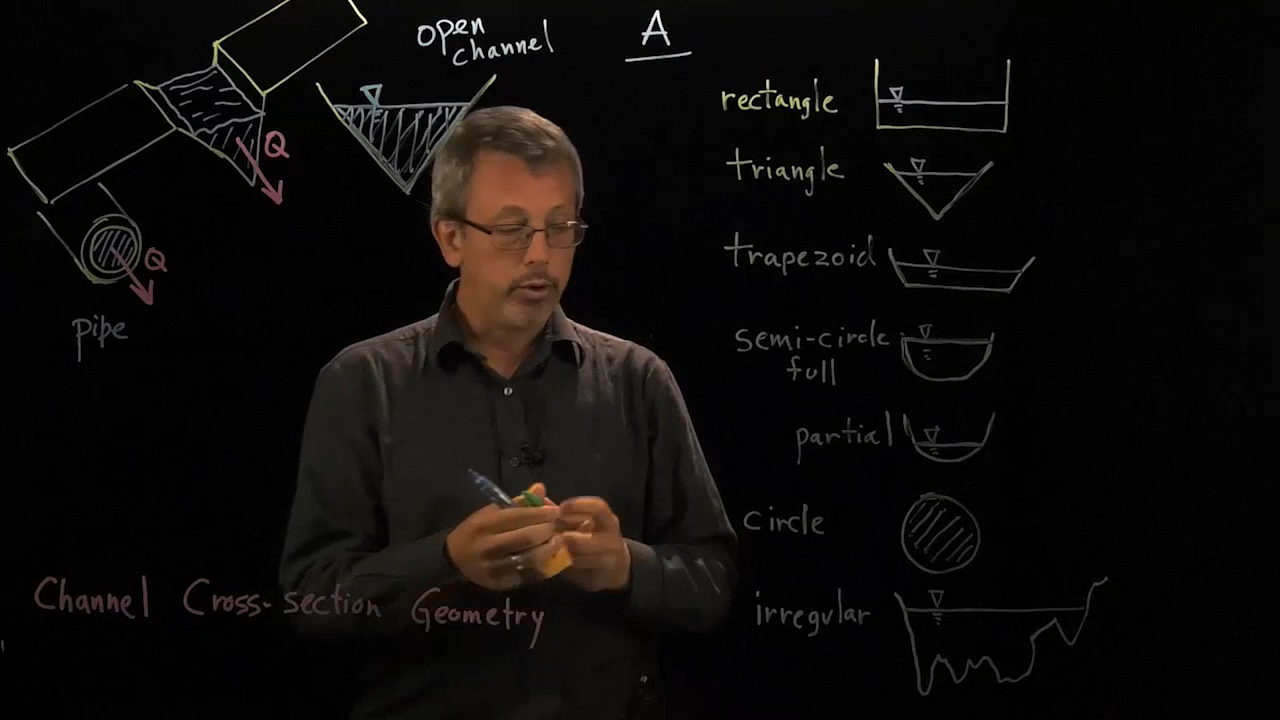 open
channel
A
rectangle
triangle
Q
trapezoid
Q
pipe
semi-circle
full
partial
circle
Channel Cross-section Geometry
irregular